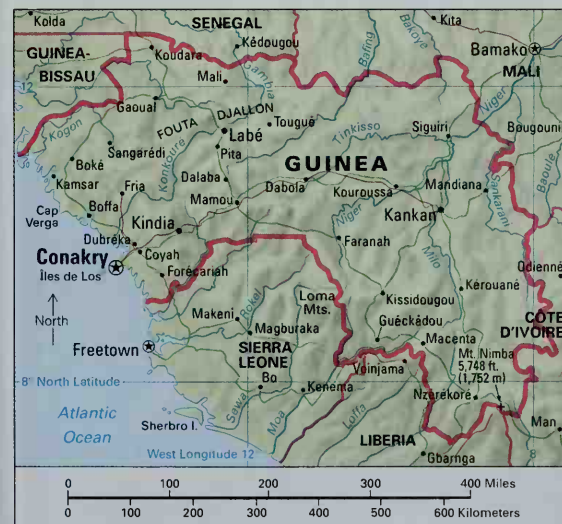 Kolda
SENEGAL
Kita
Kédougou
Bakoye
Bafing
Bamako
GUINEA-
BISSAU
Koudara
MALI
12
Mali
Gambia
Niger
Gaoual
FOUTA
DJALLON
Tougué
Labé
Tinkisso
Siguiri
Bougouni
Kogon
Sangarédi
Konkouré
Pita
GUINEA
Baoulé
Boké
Kamsar
Fria
Dalaba
Dabola
Kouroussa
Mandiana
Sankarani
Boffa
Mamou
Niger
Kankan
Cap
Verga
Kindia
Dubréka
Faranah
Milo
Conakry
Coyah
Îles de Los
Forécariah
Odienné
North
Rokel
Loma
Mts.
Kissidougou
Kérouané
Makeni
Guéckédou
CÔTE
D'IVOIRE
Magburaka
Macenta
Freetown
SIERRA
LEONE
Voinjama
Mt. Nimba
5,748 ft.
(1,752 m)
8° North Latitude
Bo
Kenema
Nzérékoré
Sewa
Moa
Loffa
Man
Atlantic
Ocean
Sherbro I.
LIBERIA
West Longitude 12
Gbarnga
8
0 100 200 300 400 Miles
0 100 200 300 400 500 600 Kilometers